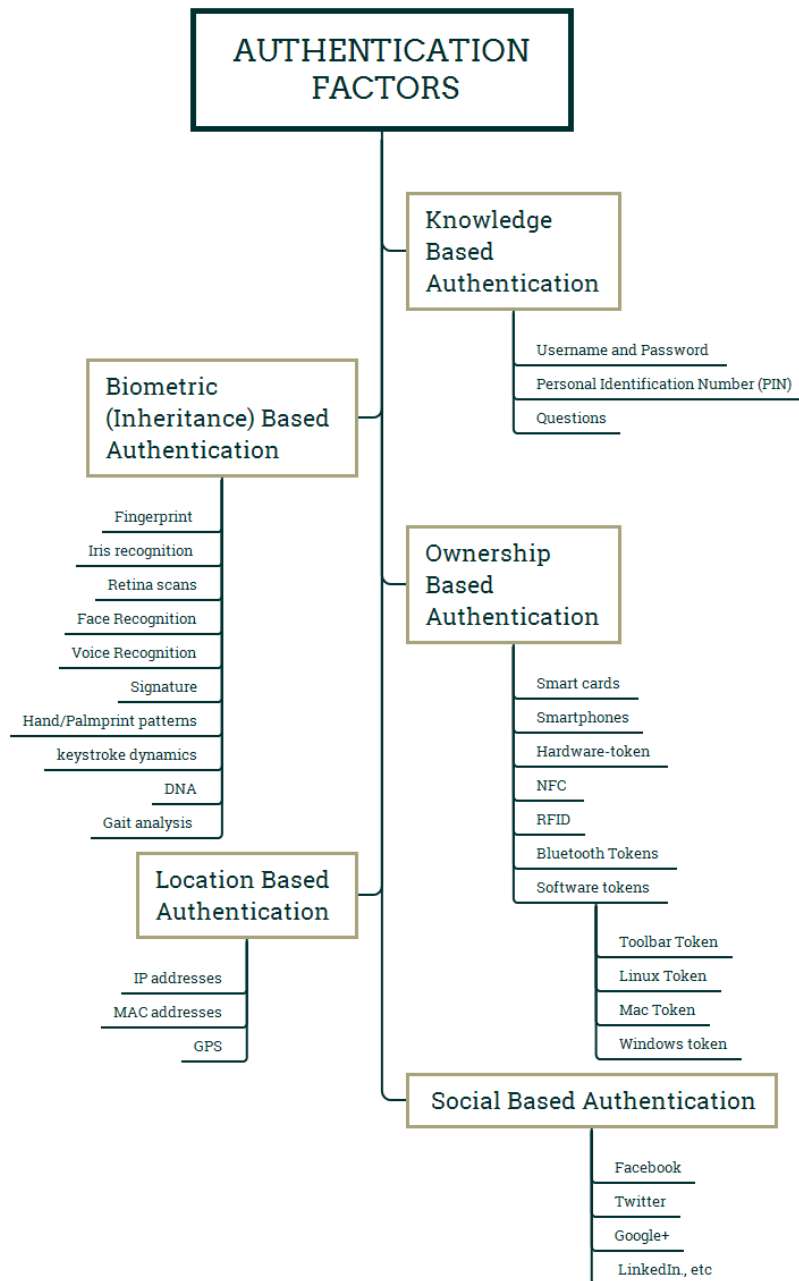 AUTHENTICATION
FACTORS
Knowledge
Based
Authentication
Username and Password
Personal Identification Number (PIN)
Questions
Biometric
(Inheritance) Based
Authentication
Fingerprint
Iris recognition
Retina scans
Face Recognition
Voice Recognition
Signature
Hand/Palmprint patterns
keystroke dynamics
DNA
Gait analysis
Ownership
Based
Authentication
Smart cards
Smartphones
Hardware-token
NFC
RFID
Bluetooth Tokens
Software tokens
Toolbar Token
Linux Token
Mac Token
Windows token
Location Based
Authentication
IP addresses
MAC addresses
GPS
Social Based Authentication
Facebook
Twitter
Google+
LinkedIn., etc